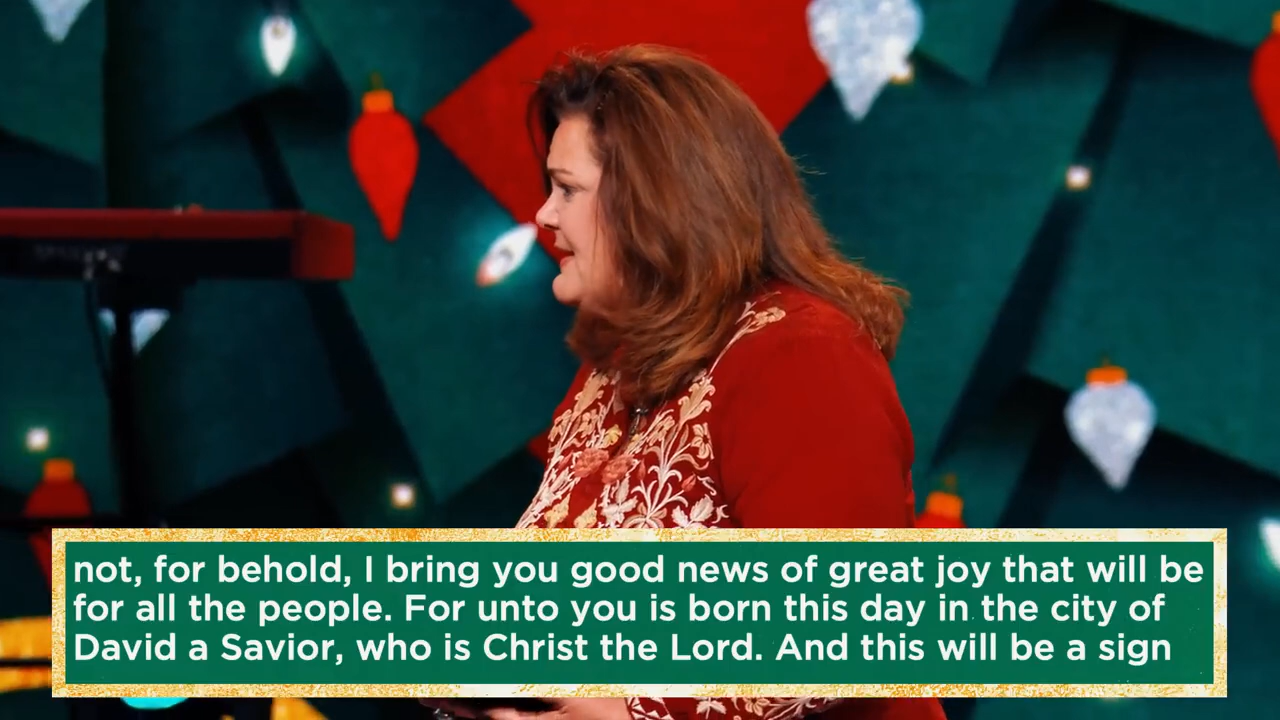 not, for behold, I bring you good news of great joy that will be
for all the people. For unto you is born this day in the city of
David a Savior, who is Christ the Lord. And this will be a sign